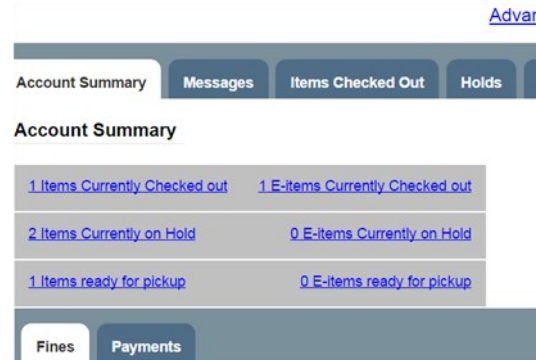 Account Summary Messages Items Checked Out Holds
Account Summary
1 Items Currently Checked out 1 E-items Currently Checked out
2 Items Currently on Hold 0 E-items Currently on Hold
1 Items ready for pickup 0 E-items ready for pickup
Fines Payments